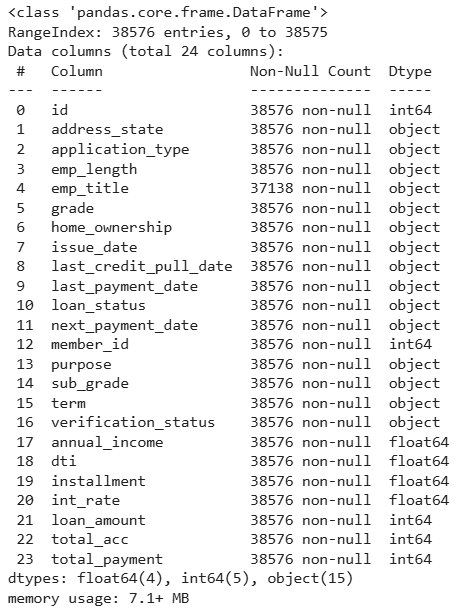 <class 'pandas.core.frame.DataFrame'>
RangeIndex: 38576 entries, 0 to 38575
Data columns (total 24 columns):
 #   Column                 Non-Null Count  Dtype
---  ------                 --------------  -----
 0   id                     38576 non-null  int64
 1   address_state          38576 non-null  object
 2   application_type       38576 non-null  object
 3   emp_length             38576 non-null  object
 4   emp_title              37138 non-null  object
 5   grade                  38576 non-null  object
 6   home_ownership         38576 non-null  object
 7   issue_date             38576 non-null  object
 8   last_credit_pull_date  38576 non-null  object
 9   last_payment_date      38576 non-null  object
 10  loan_status            38576 non-null  object
 11  next_payment_date      38576 non-null  object
 12  member_id              38576 non-null  int64
 13  purpose                38576 non-null  object
 14  sub_grade              38576 non-null  object
 15  term                   38576 non-null  object
 16  verification_status    38576 non-null  object
 17  annual_income          38576 non-null  float64
 18  dti                    38576 non-null  float64
 19  installment            38576 non-null  float64
 20  int_rate               38576 non-null  float64
 21  loan_amount            38576 non-null  int64
 22  total_acc              38576 non-null  int64
 23  total_payment          38576 non-null  int64
dtypes: float64(4), int64(5), object(15)
memory usage: 7.1+ MB